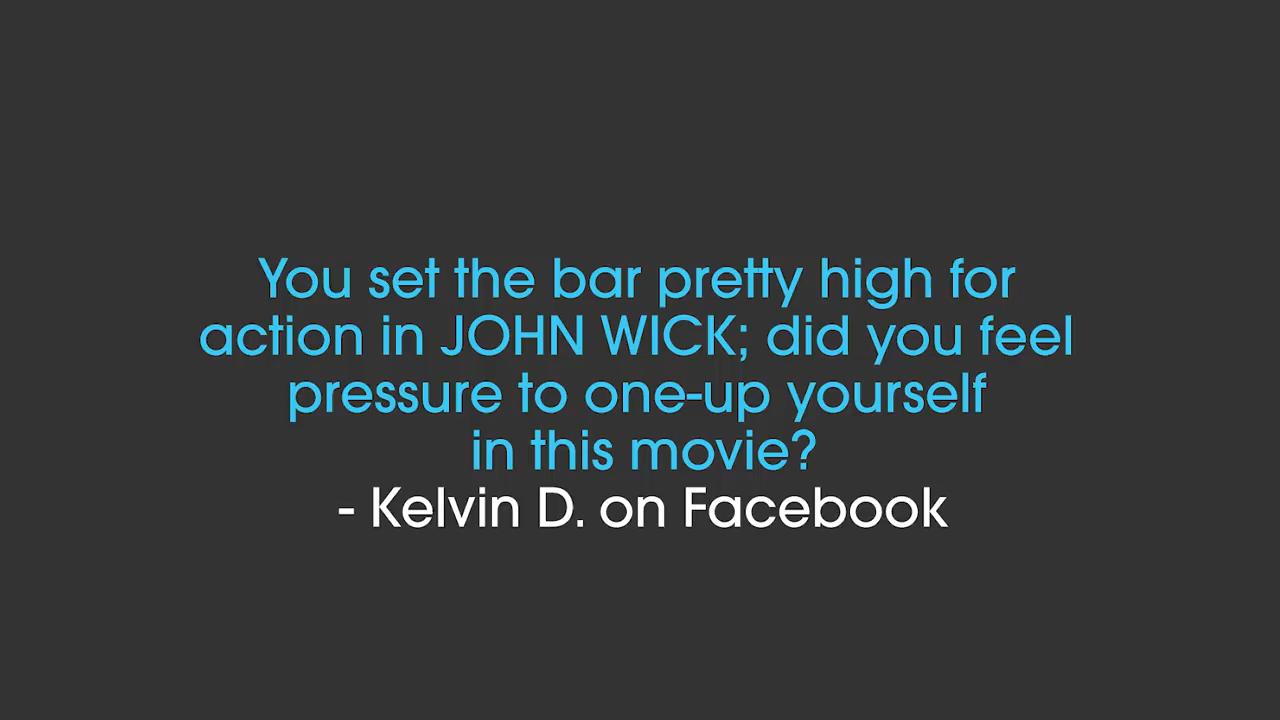 You set the bar pretty high for
action in JOHN WICK; did you feel
pressure to one-up yourself
in this movie?
- Kelvin D. on Facebook